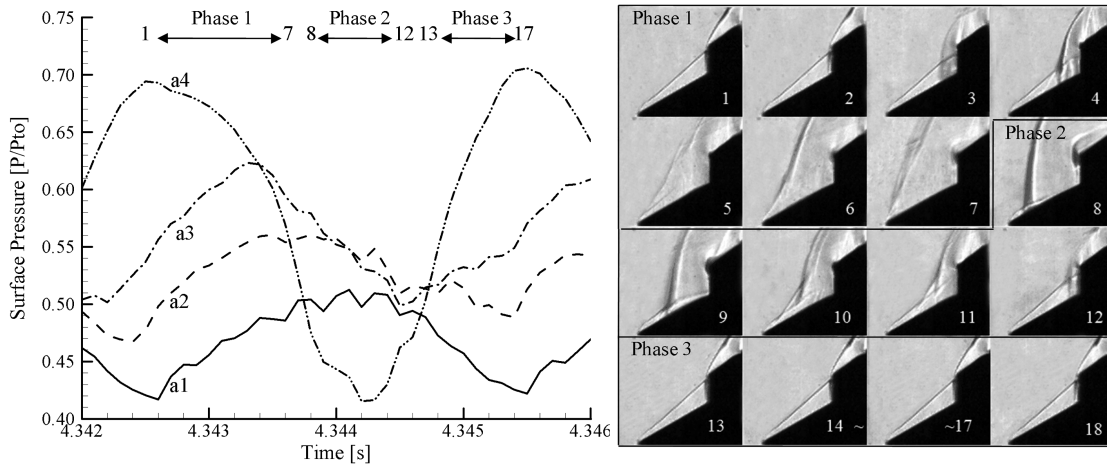 Phase 1 Phase 2 Phase 3
1 7 8 12 13 17
0.75
0.70
0.65
0.60
0.55
0.50
0.45
0.40
Surface Pressure [P/Pto]
a4
a3
a2
a1
4.342 4.343 4.344 4.345 4.346
Time [s]
Phase 1
1 2 3 4
Phase 2
5 6 7 8
9 10 11 12
Phase 3
13 14 ~ ~17 18